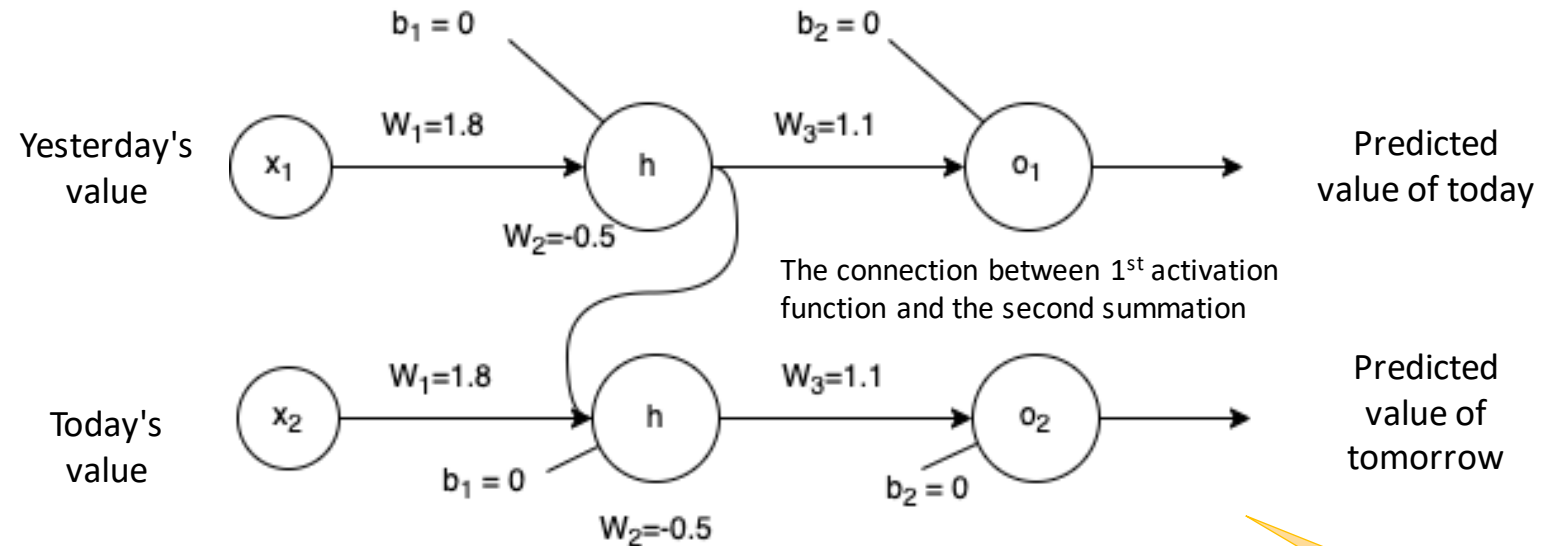 b₁ = 0
b₂ = 0
Yesterday's
value
x₁
W₁=1.8
h
W₃=1.1
o₁
Predicted
value of today
W₂=-0.5
The connection between 1ˢᵗ activation
function and the second summation
Today's
value
x₂
W₁=1.8
h
W₃=1.1
o₂
Predicted
value of
tomorrow
b₁ = 0
b₂ = 0
W₂=-0.5